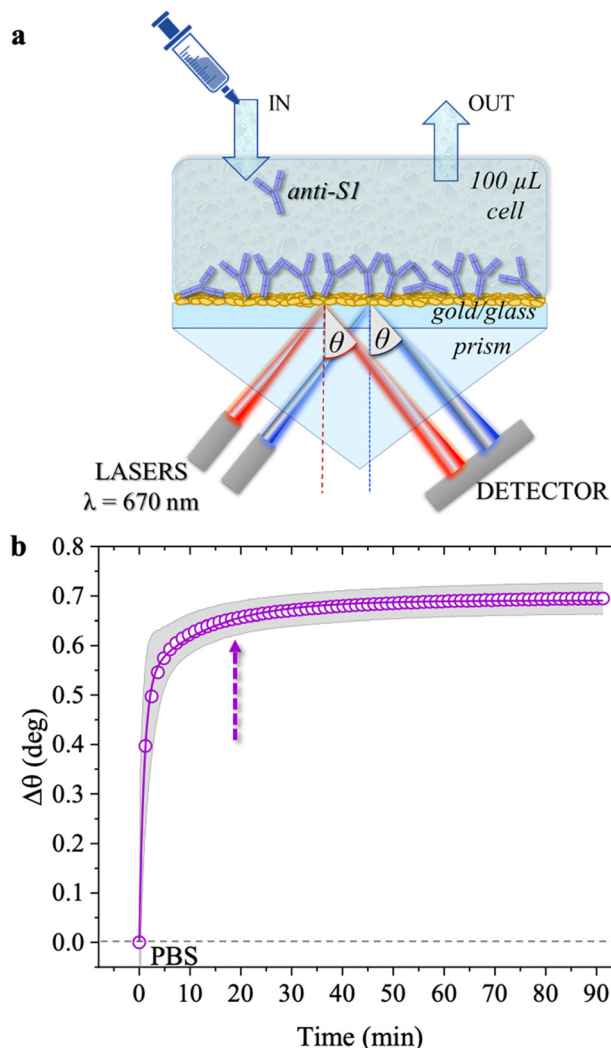 a
IN
OUT
anti-S1
100 µL
cell
gold/glass
θ
θ
prism
LASERS
λ = 670 nm
DETECTOR
b
0.8
0.7
0.6
0.5
0.4
0.3
0.2
0.1
0.0
Δθ (deg)
PBS
0 10 20 30 40 50 60 70 80 90
Time (min)